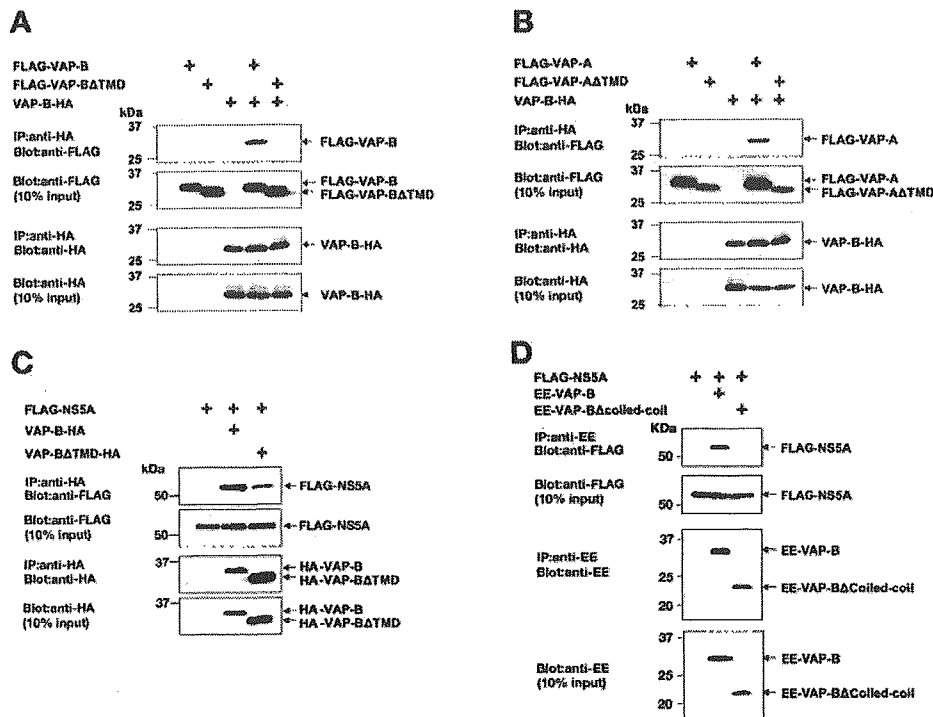 A
FLAG-VAP-B + +
FLAG-VAP-BΔTMD + +
VAP-B-HA + + +
kDa
IP:anti-HA
Blot:anti-FLAG
37
25
FLAG-VAP-B
Blot:anti-FLAG
(10% input)
37
25
FLAG-VAP-B
FLAG-VAP-BΔTMD
IP:anti-HA
Blot:anti-HA
37
25
VAP-B-HA
Blot:anti-HA
(10% input)
37
25
VAP-B-HA
B
FLAG-VAP-A + +
FLAG-VAP-AΔTMD + +
VAP-B-HA + + +
kDa
IP:anti-HA
Blot:anti-FLAG
37
25
FLAG-VAP-A
Blot:anti-FLAG
(10% input)
37
25
FLAG-VAP-A
FLAG-VAP-AΔTMD
IP:anti-HA
Blot:anti-HA
37
25
VAP-B-HA
Blot:anti-HA
(10% input)
37
25
VAP-B-HA
C
FLAG-NS5A + + +
VAP-B-HA +
VAP-BΔTMD-HA +
kDa
IP:anti-HA
Blot:anti-FLAG
50
FLAG-NS5A
Blot:anti-FLAG
(10% input)
50
FLAG-NS5A
IP:anti-HA
Blot:anti-HA
37
HA-VAP-B
HA-VAP-BΔTMD
Blot:anti-HA
(10% input)
37
HA-VAP-B
HA-VAP-BΔTMD
D
FLAG-NS5A + + +
EE-VAP-B +
EE-VAP-BΔcoiled-coil +
KDa
IP:anti-EE
Blot:anti-FLAG
50
FLAG-NS5A
Blot:anti-FLAG
(10% input)
50
FLAG-NS5A
IP:anti-EE
Blot:anti-EE
37
25
20
EE-VAP-B
EE-VAP-BΔCoiled-coil
Blot:anti-EE
(10% input)
37
25
20
EE-VAP-B
EE-VAP-BΔCoiled-coil